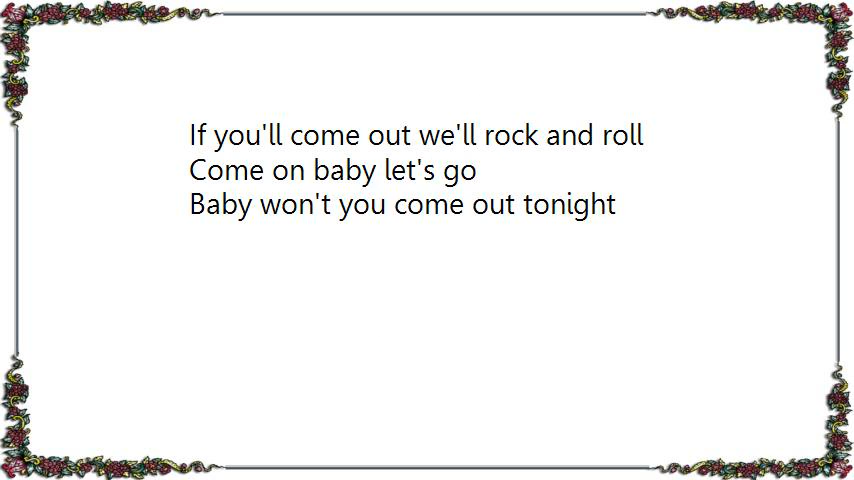 If you'll come out we'll rock and roll
Come on baby let's go
Baby won't you come out tonight